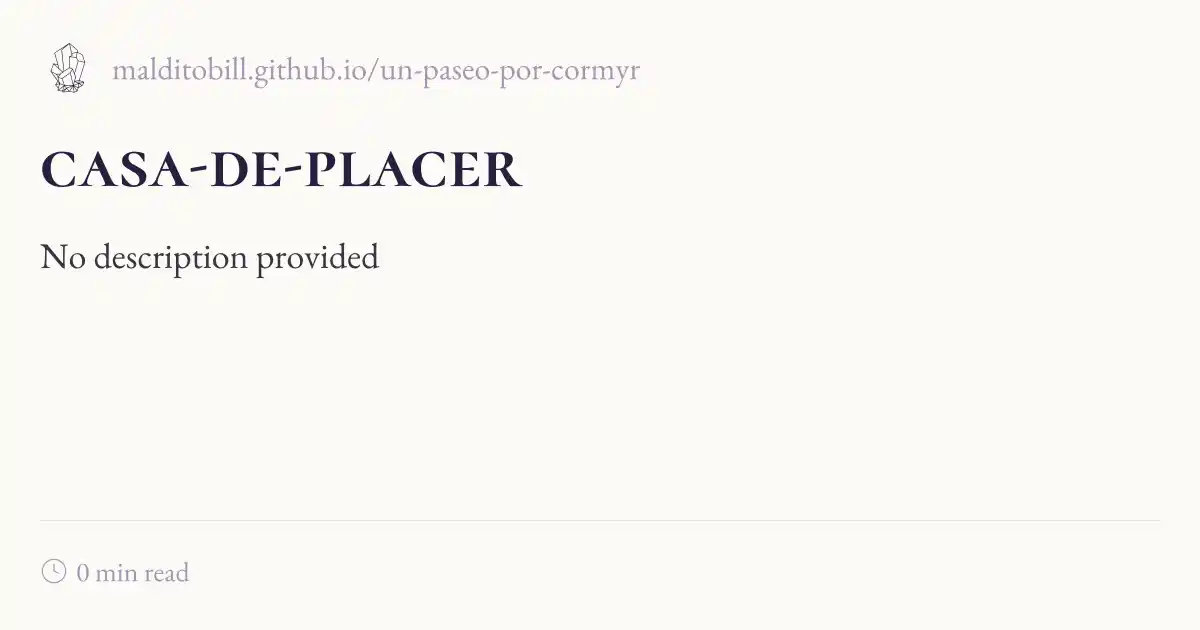 malditobill.github.io/un-paseo-por-cormyr
CASA-DE-PLACER
No description provided
0 min read